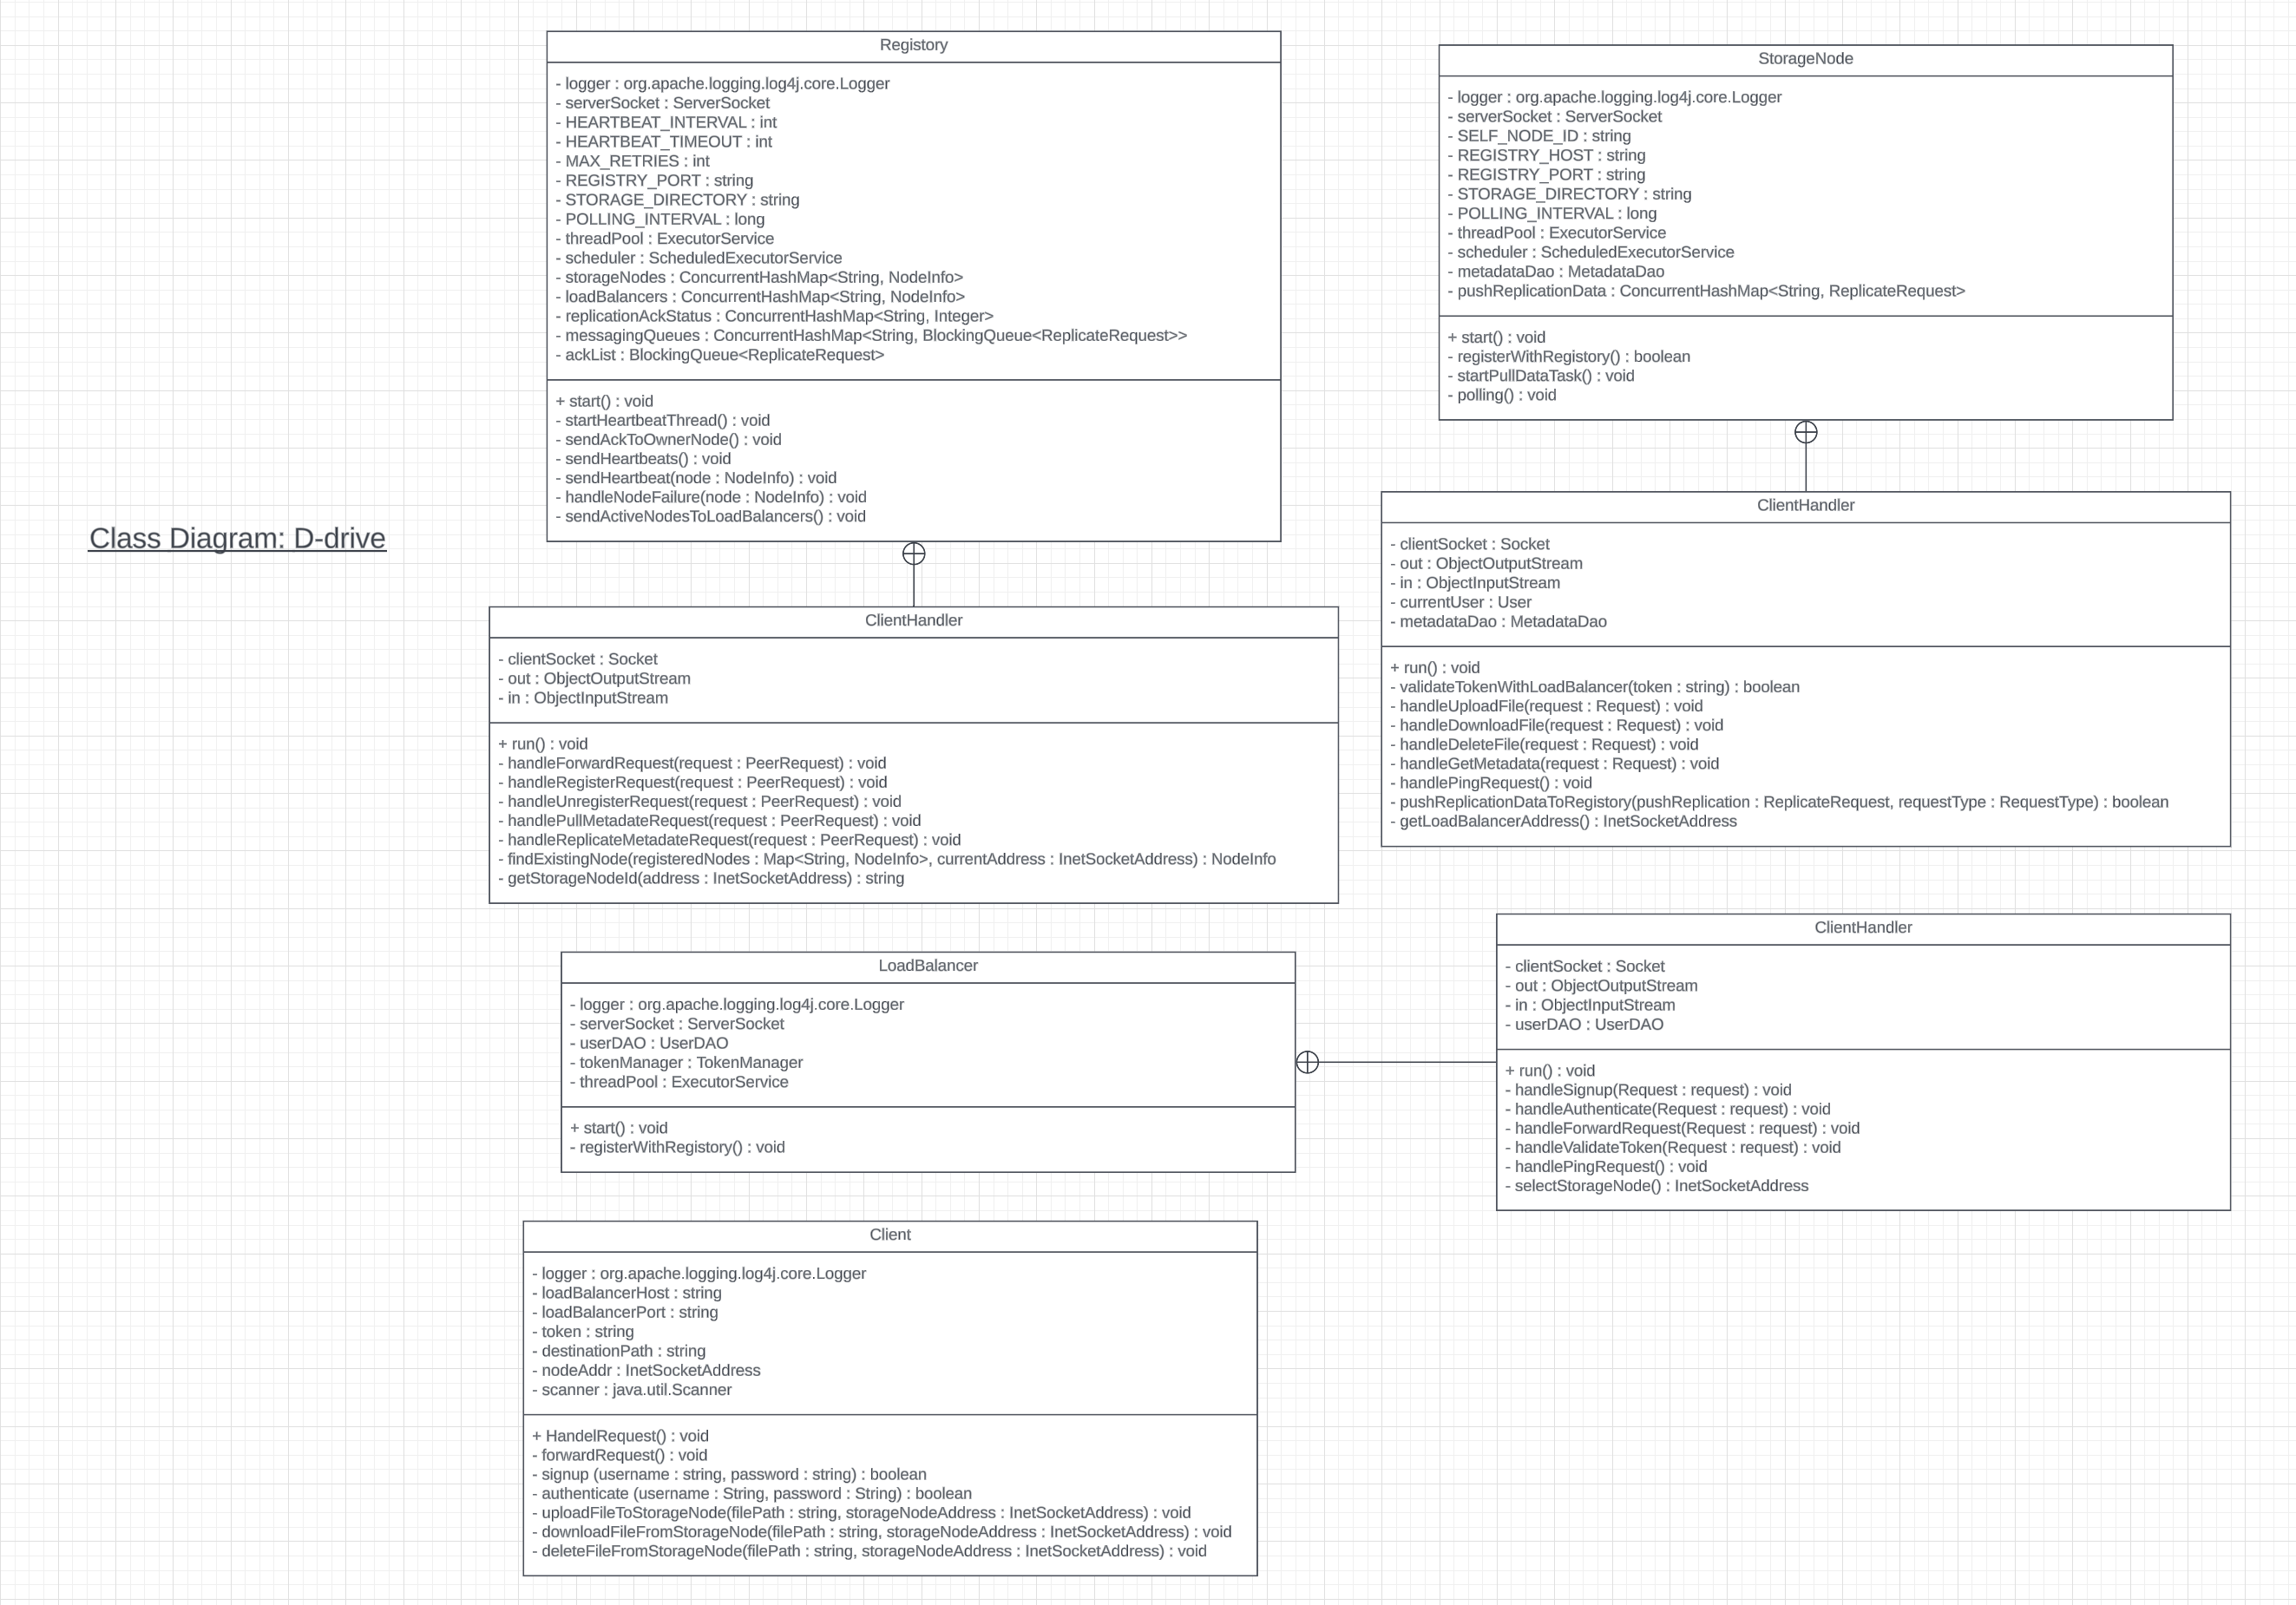 Class Diagram: D-drive
Registory
- logger : org.apache.logging.log4j.core.Logger
- serverSocket : ServerSocket
- HEARTBEAT_INTERVAL : int
- HEARTBEAT_TIMEOUT : int
- MAX_RETRIES : int
- REGISTRY_PORT : string
- STORAGE_DIRECTORY : string
- POLLING_INTERVAL : long
- threadPool : ExecutorService
- scheduler : ScheduledExecutorService
- storageNodes : ConcurrentHashMap<String, NodeInfo>
- loadBalancers : ConcurrentHashMap<String, NodeInfo>
- replicationAckStatus : ConcurrentHashMap<String, Integer>
- messagingQueues : ConcurrentHashMap<String, BlockingQueue<ReplicateRequest>>
- ackList : BlockingQueue<ReplicateRequest>
+ start() : void
- startHeartbeatThread() : void
- sendAckToOwnerNode() : void
- sendHeartbeats() : void
- sendHeartbeat(node : NodeInfo) : void
- handleNodeFailure(node : NodeInfo) : void
- sendActiveNodesToLoadBalancers() : void
ClientHandler
- clientSocket : Socket
- out : ObjectOutputStream
- in : ObjectInputStream
+ run() : void
- handleForwardRequest(request : PeerRequest) : void
- handleRegisterRequest(request : PeerRequest) : void
- handleUnregisterRequest(request : PeerRequest) : void
- handlePullMetadateRequest(request : PeerRequest) : void
- handleReplicateMetadateRequest(request : PeerRequest) : void
- findExistingNode(registeredNodes : Map<String, NodeInfo>, currentAddress : InetSocketAddress) : NodeInfo
- getStorageNodeId(address : InetSocketAddress) : string
StorageNode
- logger : org.apache.logging.log4j.core.Logger
- serverSocket : ServerSocket
- SELF_NODE_ID : string
- REGISTRY_HOST : string
- REGISTRY_PORT : string
- STORAGE_DIRECTORY : string
- POLLING_INTERVAL : long
- threadPool : ExecutorService
- scheduler : ScheduledExecutorService
- metadataDao : MetadataDao
- pushReplicationData : ConcurrentHashMap<String, ReplicateRequest>
+ start() : void
- registerWithRegistory() : boolean
- startPullDataTask() : void
- polling() : void
ClientHandler
- clientSocket : Socket
- out : ObjectOutputStream
- in : ObjectInputStream
- currentUser : User
- metadataDao : MetadataDao
+ run() : void
- validateTokenWithLoadBalancer(token : string) : boolean
- handleUploadFile(request : Request) : void
- handleDownloadFile(request : Request) : void
- handleDeleteFile(request : Request) : void
- handleGetMetadata(request : Request) : void
- handlePingRequest() : void
- pushReplicationDataToRegistory(pushReplication : ReplicateRequest, requestType : RequestType) : boolean
- getLoadBalancerAddress() : InetSocketAddress
LoadBalancer
- logger : org.apache.logging.log4j.core.Logger
- serverSocket : ServerSocket
- userDAO : UserDAO
- tokenManager : TokenManager
- threadPool : ExecutorService
+ start() : void
- registerWithRegistory() : void
ClientHandler
- clientSocket : Socket
- out : ObjectOutputStream
- in : ObjectInputStream
- userDAO : UserDAO
+ run() : void
- handleSignup(Request : request) : void
- handleAuthenticate(Request : request) : void
- handleForwardRequest(Request : request) : void
- handleValidateToken(Request : request) : void
- handlePingRequest() : void
- selectStorageNode() : InetSocketAddress
Client
- logger : org.apache.logging.log4j.core.Logger
- loadBalancerHost : string
- loadBalancerPort : string
- token : string
- destinationPath : string
- nodeAddr : InetSocketAddress
- scanner : java.util.Scanner
+ HandelRequest() : void
- forwardRequest() : void
- signup (username : string, password : string) : boolean
- authenticate (username : String, password : String) : boolean
- uploadFileToStorageNode(filePath : string, storageNodeAddress : InetSocketAddress) : void
- downloadFileFromStorageNode(filePath : string, storageNodeAddress : InetSocketAddress) : void
- deleteFileFromStorageNode(filePath : string, storageNodeAddress : InetSocketAddress) : void